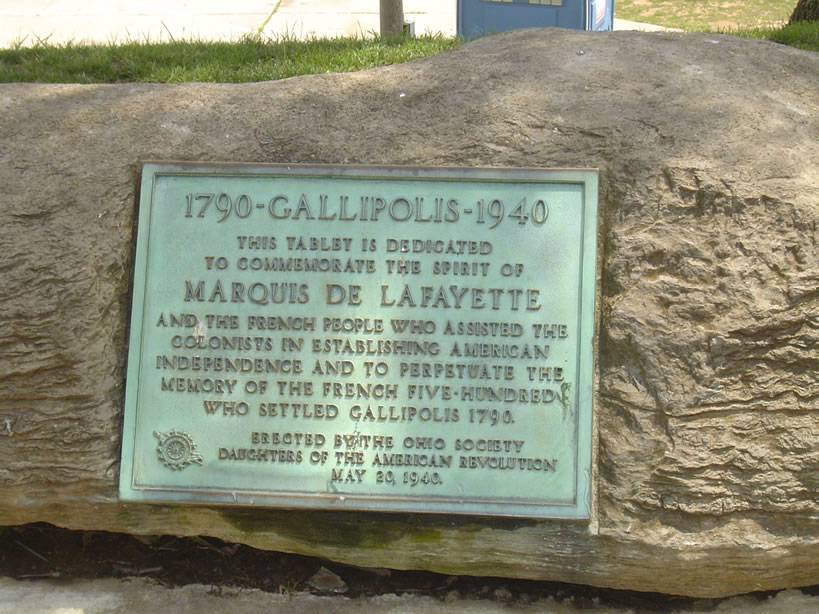 1790-GALLIPOLIS-1940
THIS TABLET IS DEDICATED
TO COMMEMORATE THE SPIRIT OF
MARQUIS DE LAFAYETTE
AND THE FRENCH PEOPLE WHO ASSISTED THE
COLONISTS IN ESTABLISHING AMERICAN
INDEPENDENCE AND TO PERPETUATE THE
MEMORY OF THE FRENCH FIVE-HUNDRED
WHO SETTLED GALLIPOLIS 1790.
ERECTED BY THE OHIO SOCIETY
DAUGHTERS OF THE AMERICAN REVOLUTION
MAY 20, 1940.